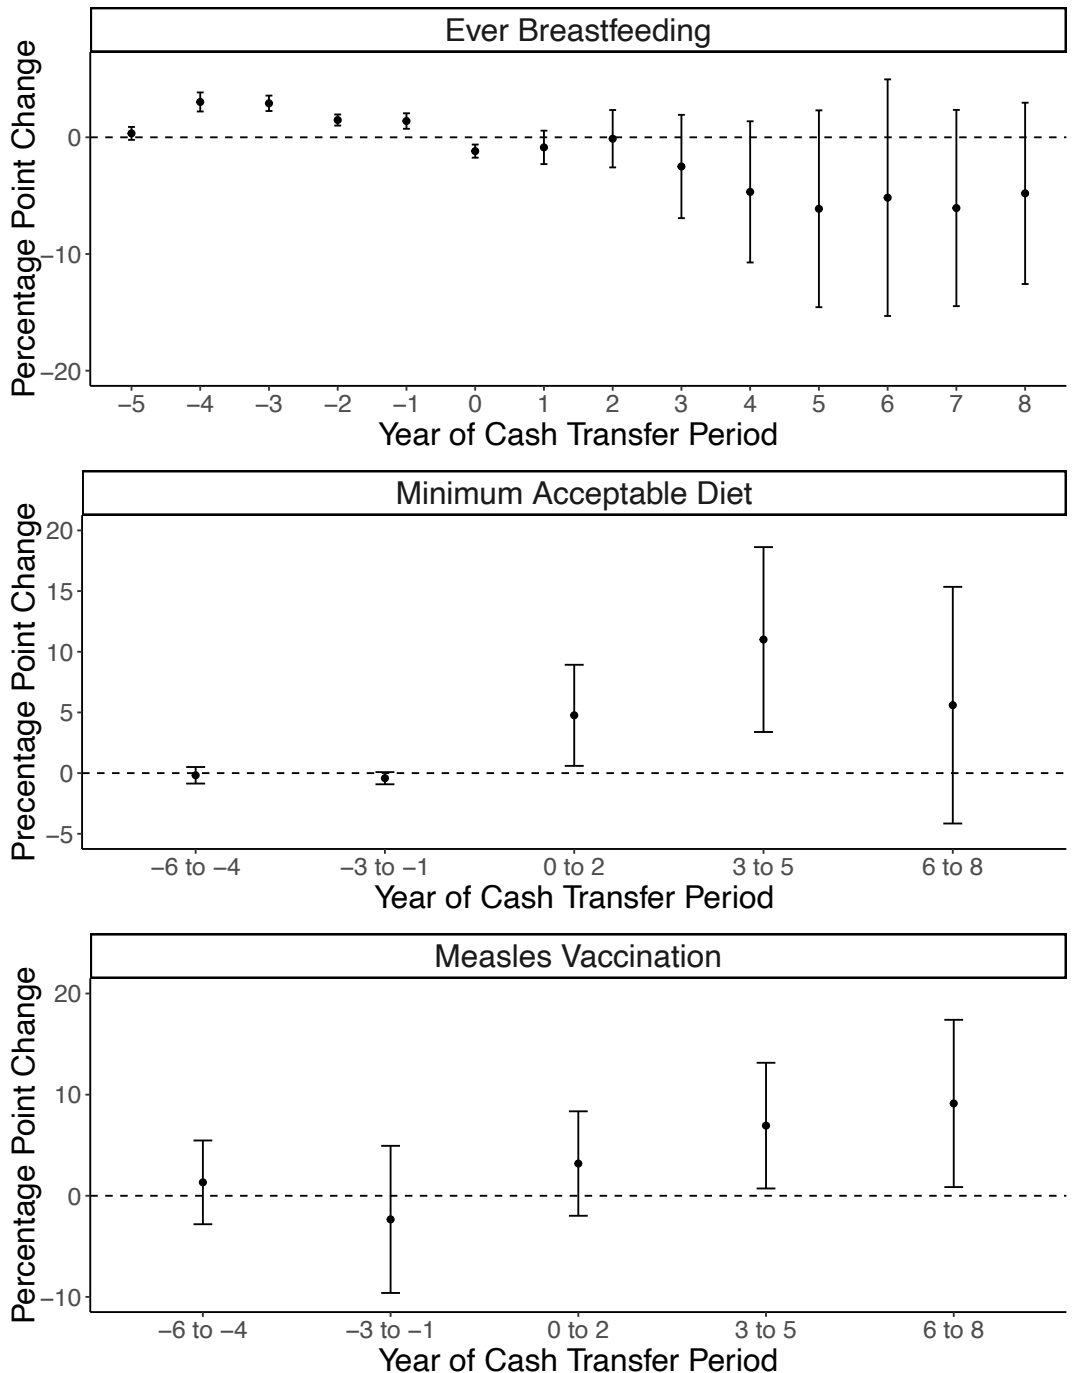 Ever Breastfeeding
Percentage Point Change
0
−10
−20
−5 −4 −3 −2 −1 0 1 2 3 4 5 6 7 8
Year of Cash Transfer Period
Minimum Acceptable Diet
Precentage Point Change
20
15
10
5
0
−5
−6 to −4 −3 to −1 0 to 2 3 to 5 6 to 8
Year of Cash Transfer Period
Measles Vaccination
Percentage Point Change
20
10
0
−10
−6 to −4 −3 to −1 0 to 2 3 to 5 6 to 8
Year of Cash Transfer Period